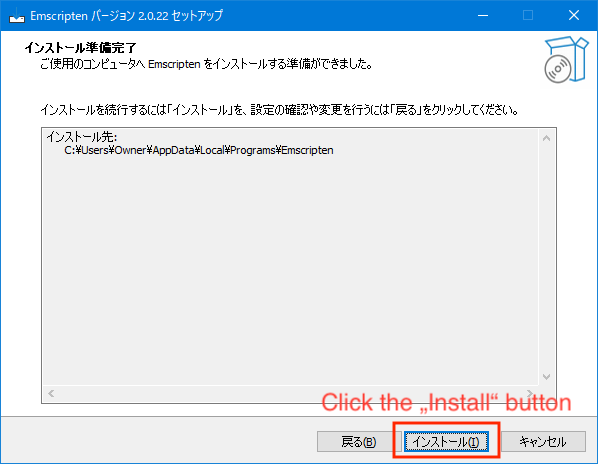 Emscripten バージョン 2.0.22 セットアップ
インストール準備完了
ご使用のコンピュータへ Emscripten をインストールする準備ができました。
インストールを続行するには「インストール」を、設定の確認や変更を行うには「戻る」をクリックしてください。
インストール先:
C:¥Users¥Owner¥AppData¥Local¥Programs¥Emscripten
Click the „Install“ button
戻る(B) インストール(I) キャンセル